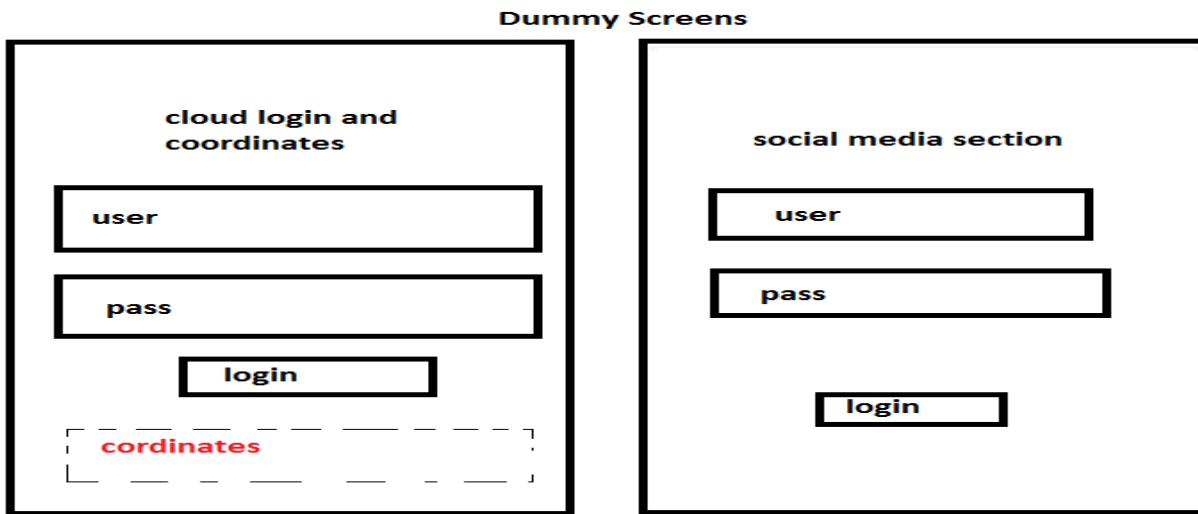 Dummy Screens
cloud login and
coordinates
user
pass
login
cordinates
social media section
user
pass
login